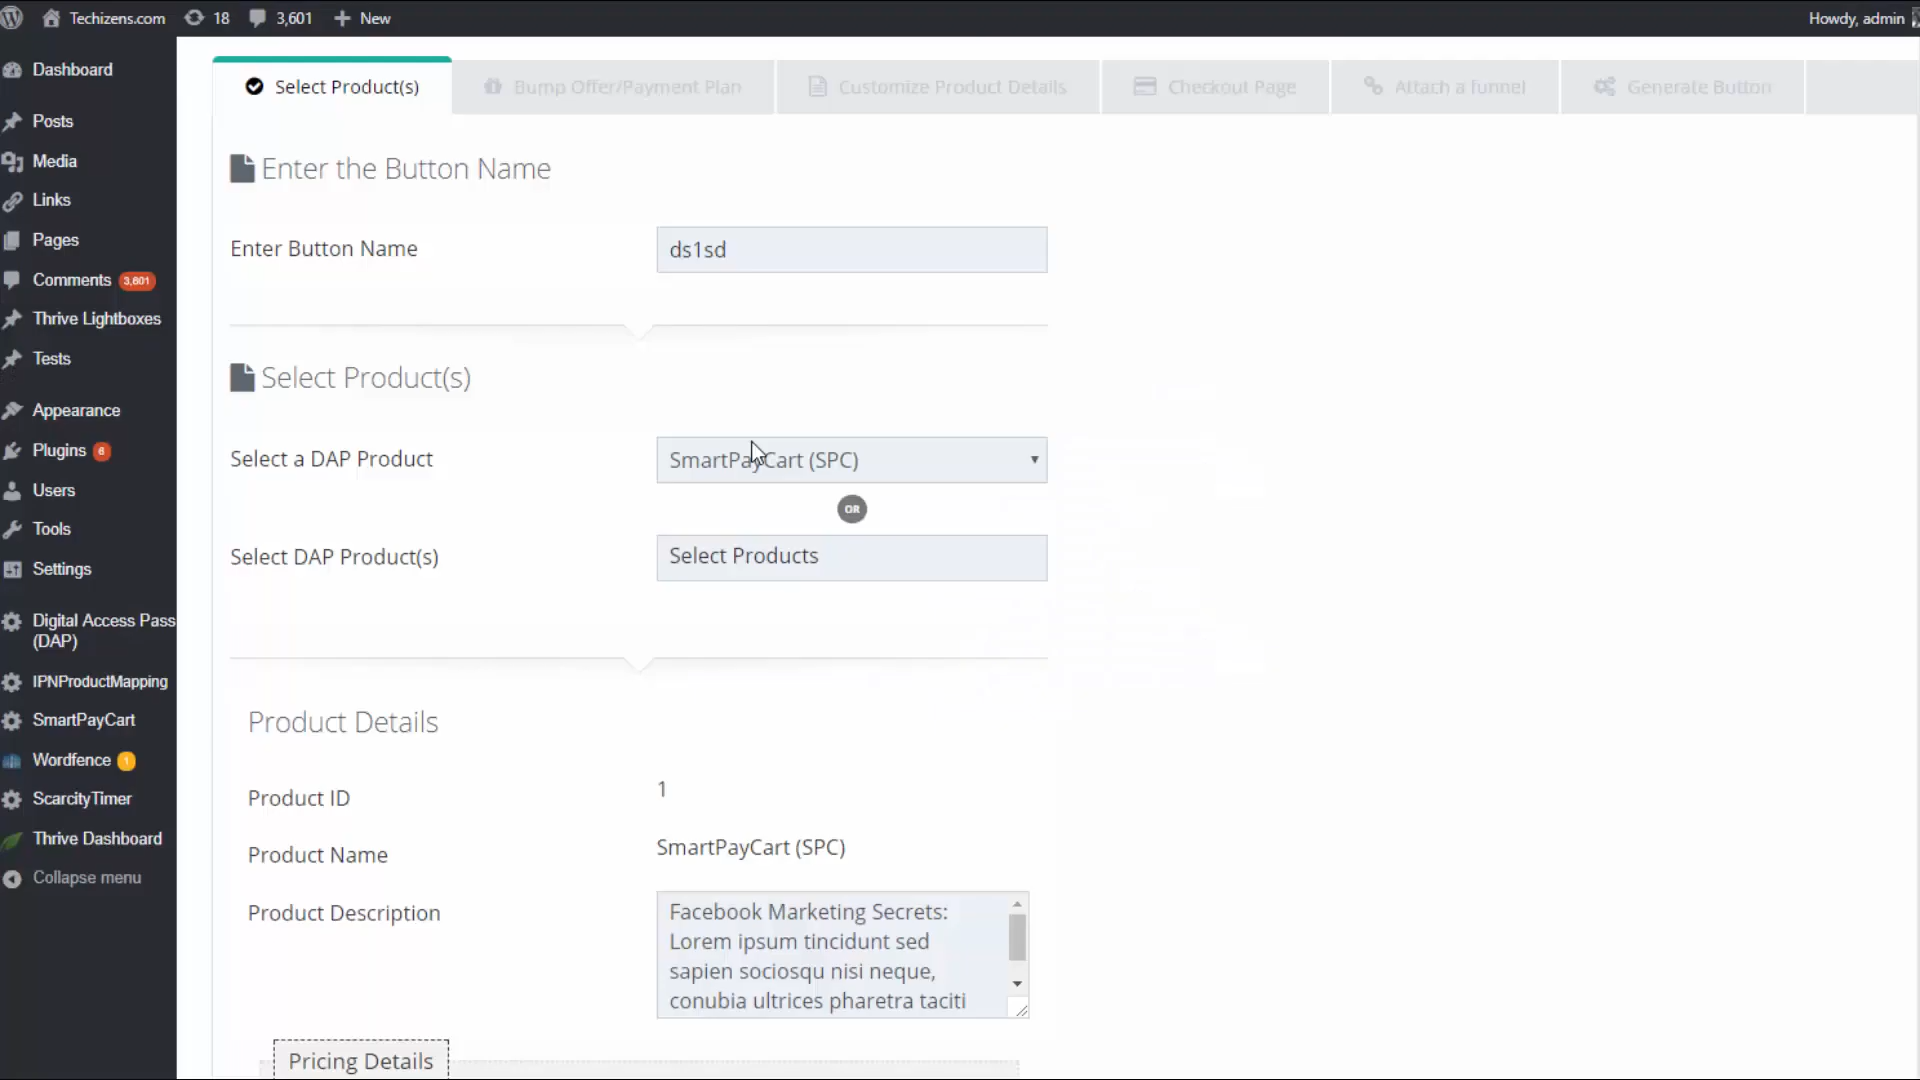 Techizens.com 18 3,601 New Howdy, admin
Dashboard
Posts
Media
Links
Pages
Comments 3,601
Thrive Lightboxes
Tests
Appearance
Plugins 6
Users
Tools
Settings
Digital Access Pass
(DAP)
IPNProductMapping
SmartPayCart
Wordfence 1
ScarcityTimer
Thrive Dashboard
Collapse menu
Select Product(s) Bump Offer/Payment Plan Customize Product Details Checkout Page Attach a funnel Generate Button
Enter the Button Name
Enter Button Name ds1sd
Select Product(s)
Select a DAP Product SmartPayCart (SPC)
OR
Select DAP Product(s) Select Products
Product Details
Product ID 1
Product Name SmartPayCart (SPC)
Product Description Facebook Marketing Secrets:
Lorem ipsum tincidunt sed
sapien sociosqu nisi neque,
conubia ultrices pharetra taciti
Pricing Details